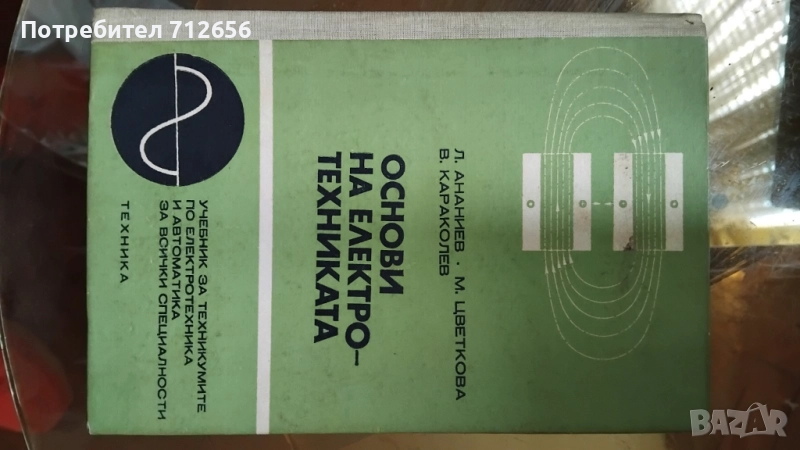 Потребител 712656
Л. АНАНИЕВ · М. ЦВЕТКОВА
В. КАРАКОЛЕВ
ОСНОВИ
НА ЕЛЕКТРО-
ТЕХНИКАТА
УЧЕБНИК ЗА ТЕХНИКУМИТЕ
ПО ЕЛЕКТРОТЕХНИКА
И АВТОМАТИКА
ЗА ВСИЧКИ СПЕЦИАЛНОСТИ
ТЕХНИКА
BAZAR